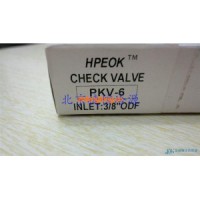 HPEOK™
CHECK VALVE
PKV-6
INLET:3/8"ODF